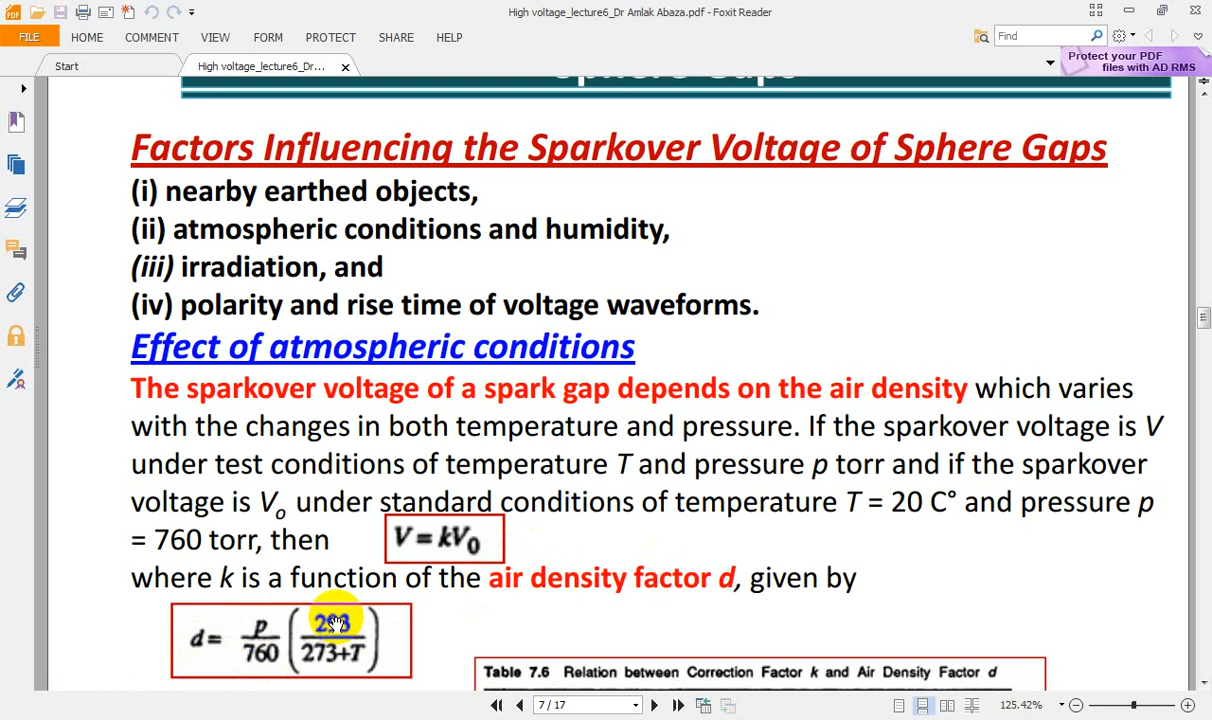 High voltage_lecture6_Dr Amlak Abaza.pdf - Foxit Reader
FILE HOME COMMENT VIEW FORM PROTECT SHARE HELP Find
Start High voltage_lecture6_Dr... Protect your PDF
files with AD RMS
Factors Influencing the Sparkover Voltage of Sphere Gaps
(i) nearby earthed objects,
(ii) atmospheric conditions and humidity,
(iii) irradiation, and
(iv) polarity and rise time of voltage waveforms.
Effect of atmospheric conditions
The sparkover voltage of a spark gap depends on the air density which varies
with the changes in both temperature and pressure. If the sparkover voltage is V
under test conditions of temperature T and pressure p torr and if the sparkover
voltage is Vo under standard conditions of temperature T = 20 C° and pressure p
= 760 torr, then V = kV0
where k is a function of the air density factor d, given by
d = p/760 (293/273+T)
Table 7.6 Relation between Correction Factor k and Air Density Factor d
7 / 17 125.42%